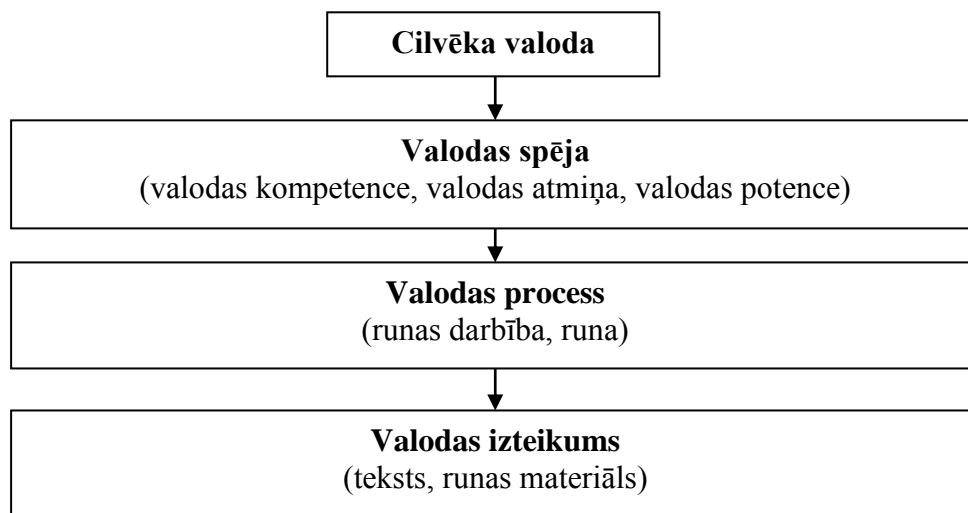 Cilvēka valoda
Valodas spēja
(valodas kompetence, valodas atmiņa, valodas potence)
Valodas process
(runas darbība, runa)
Valodas izteikums
(teksts, runas materiāls)